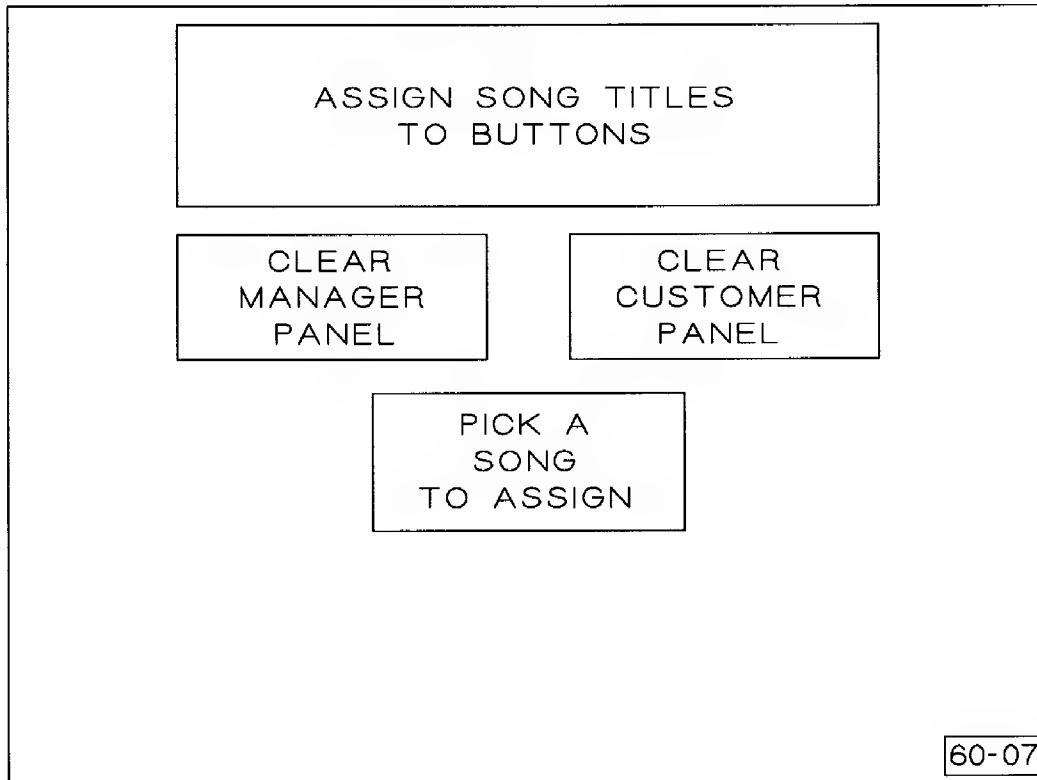 ASSIGN SONG TITLES
TO BUTTONS
CLEAR
MANAGER
PANEL
CLEAR
CUSTOMER
PANEL
PICK A
SONG
TO ASSIGN
60-07